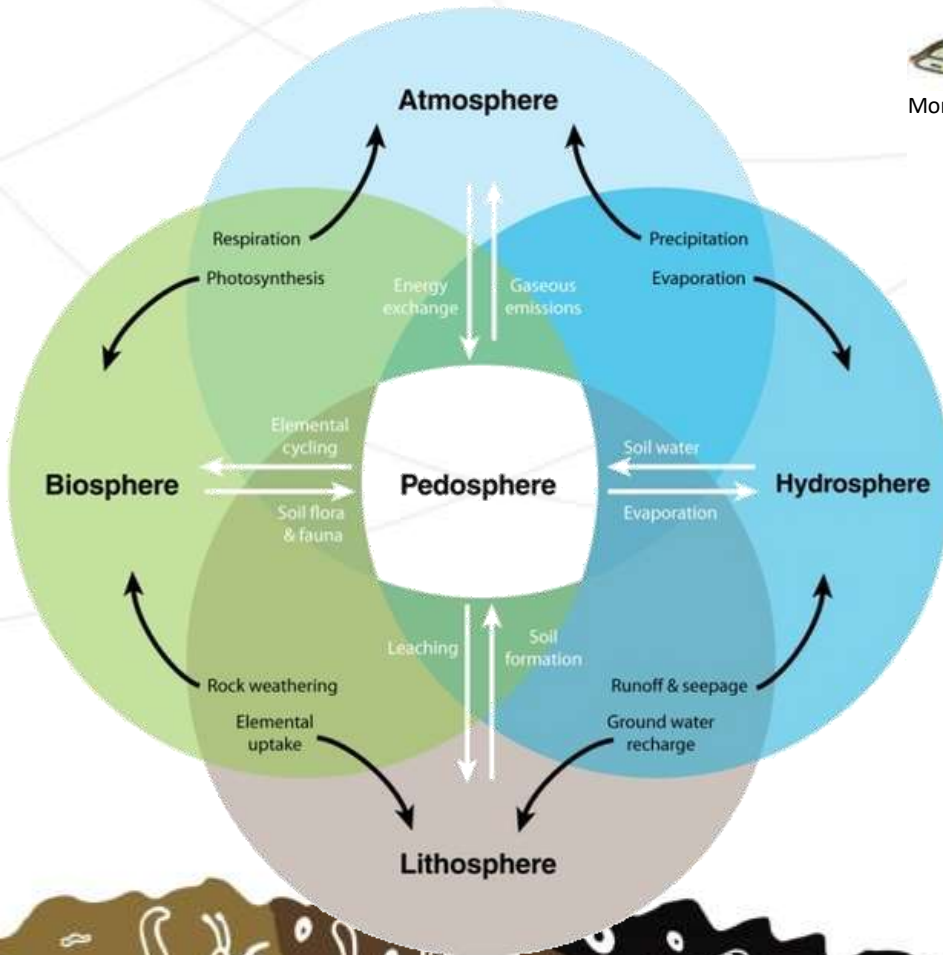 Atmosphere
Mor
Respiration
Precipitation
Photosynthesis
Evaporation
Energy
exchange
Gaseous
emissions
Elemental
cycling
Soil water
Biosphere
Pedosphere
Hydrosphere
Soil flora
& fauna
Evaporation
Leaching
Soil
formation
Rock weathering
Runoff & seepage
Elemental
uptake
Ground water
recharge
Lithosphere